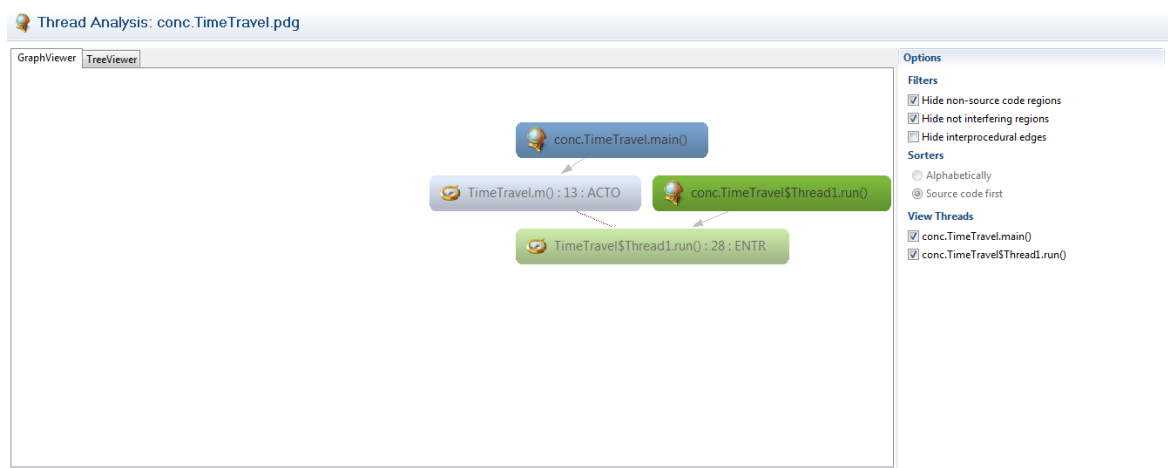 Thread Analysis: conc.TimeTravel.pdg
GraphViewer TreeViewer
conc.TimeTravel.main()
TimeTravel.m() : 13 : ACTO
conc.TimeTravel$Thread1.run()
TimeTravel$Thread1.run() : 28 : ENTR
Options
Filters
Hide non-source code regions
Hide not interfering regions
Hide interprocedural edges
Sorters
Alphabetically
Source code first
View Threads
conc.TimeTravel.main()
conc.TimeTravel$Thread1.run()